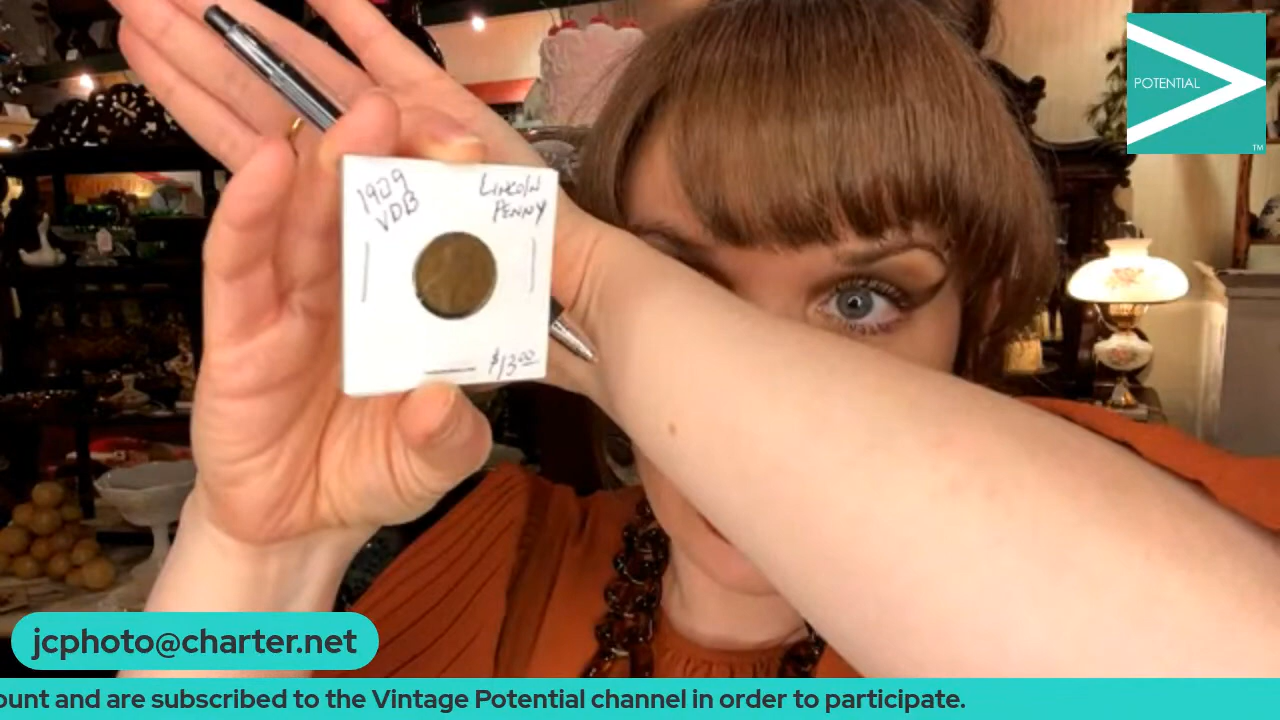 POTENTIAL
TM
1909
VDB
LINCOLN
PENNY
$13.00
jcphoto@charter.net
ount and are subscribed to the Vintage Potential channel in order to participate.